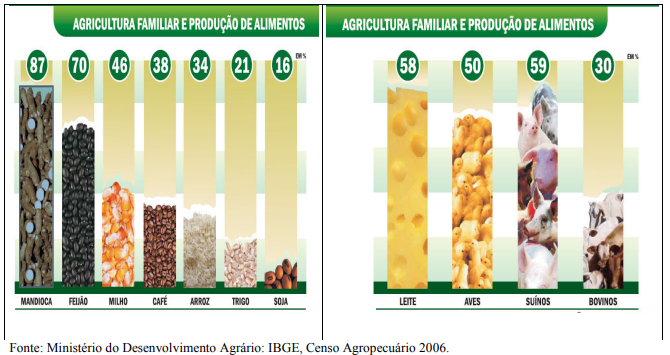 AGRICULTURA FAMILIAR E PRODUÇÃO DE ALIMENTOS
EM %
87 70 46 38 34 21 16
MANDIOCA FEIJÃO MILHO CAFÉ ARROZ TRIGO SOJA
AGRICULTURA FAMILIAR E PRODUÇÃO DE ALIMENTOS
EM %
58 50 59 30
LEITE AVES SUÍNOS BOVINOS
Fonte: Ministério do Desenvolvimento Agrário: IBGE, Censo Agropecuário 2006.